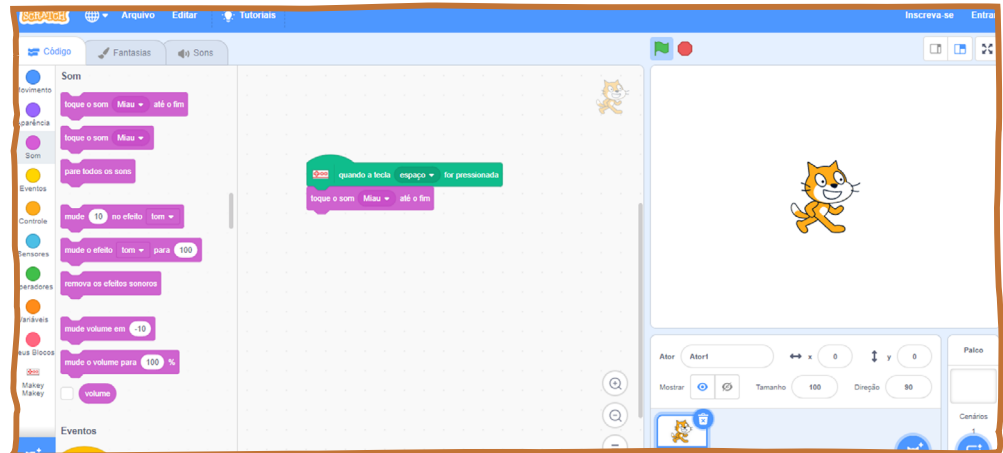 SCRATCH Arquivo Editar Tutoriais Inscreva-se Entrar
Código Fantasias Sons
Som
toque o som Miau até o fim
toque o som Miau
pare todos os sons
mude 10 no efeito tom
mude o efeito tom para 100
remova os efeitos sonoros
mude volume em -10
mude o volume para 100 %
volume
Eventos
ovimento
parência
Som
Eventos
Controle
Sensores
peradores
Variáveis
eus Blocos
Makey
Makey
quando a tecla espaço for pressionada
toque o som Miau até o fim
Ator Ator1 x 0 y 0
Mostrar Tamanho 100 Direção 90
Palco
Cenários
1